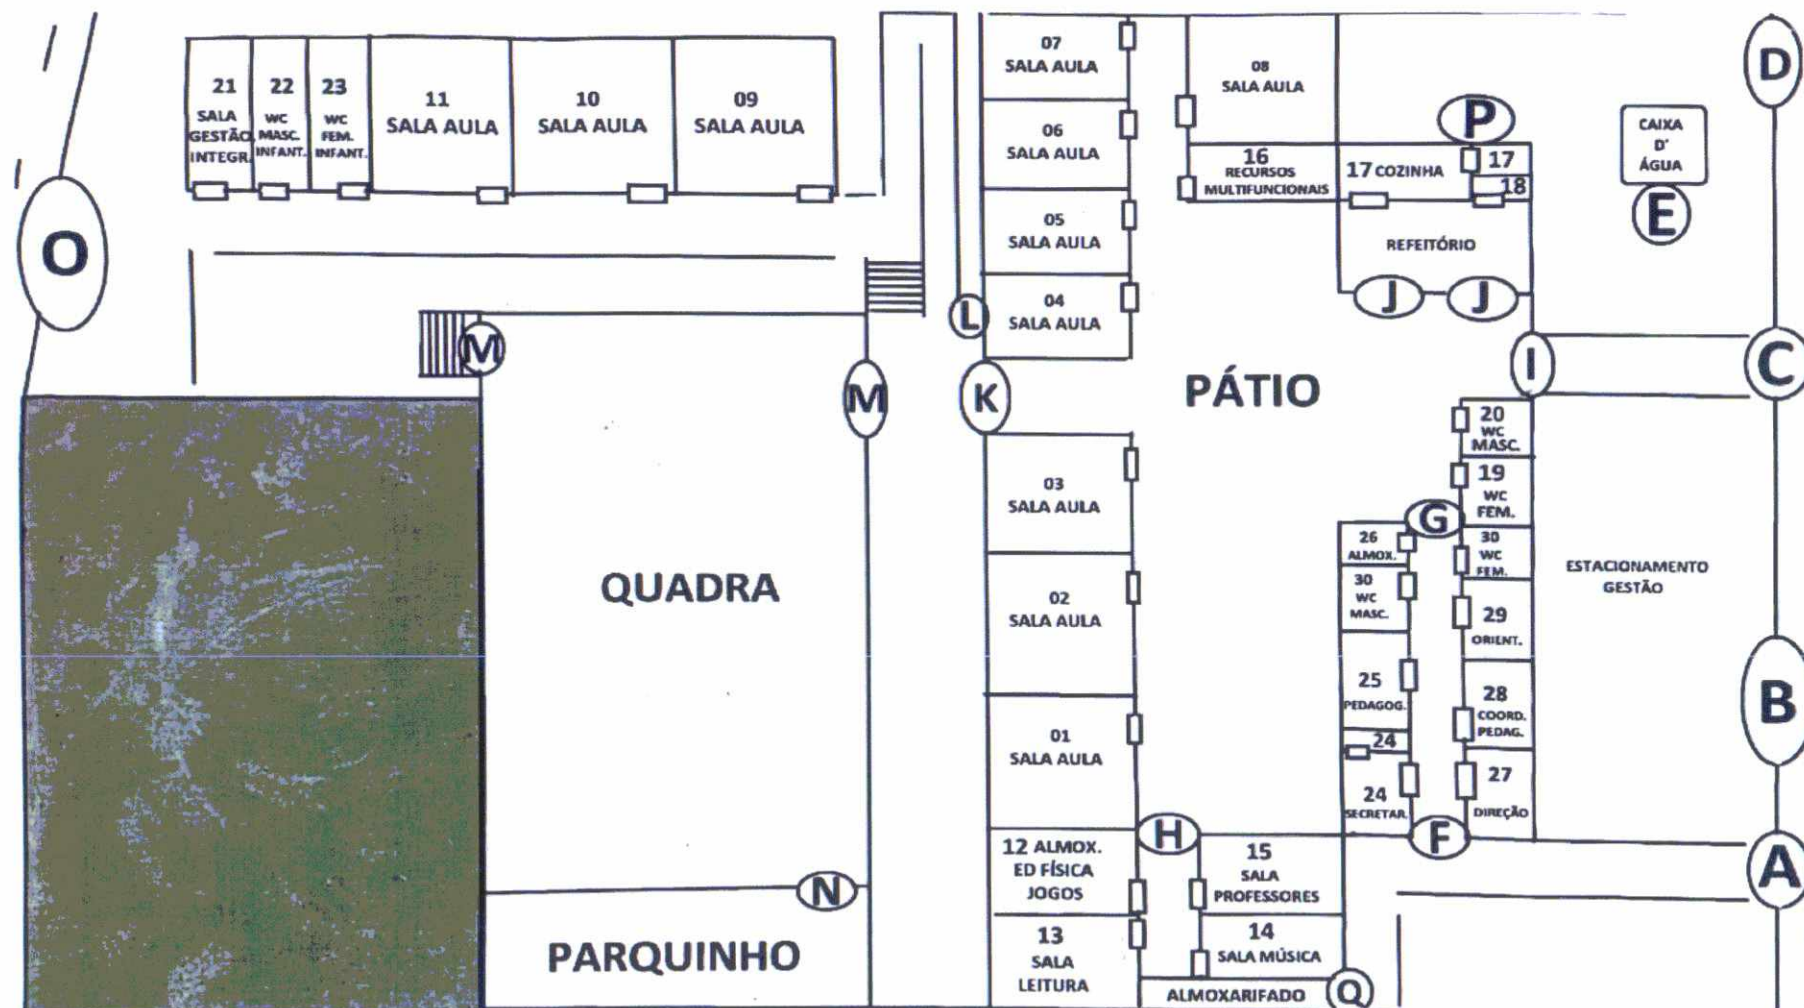 21
SALA
GESTÃO
INTEGR.
22
WC
MASC.
INFANT.
23
WC
FEM.
INFANT.
11
SALA AULA
10
SALA AULA
09
SALA AULA
07
SALA AULA
06
SALA AULA
05
SALA AULA
04
SALA AULA
08
SALA AULA
16
RECURSOS
MULTIFUNCIONAIS
17 COZINHA
17
18
P
REFEITÓRIO
J
J
CAIXA
D'
ÁGUA
E
D
O
M
M
L
K
PÁTIO
I
C
20
WC
MASC.
19
WC
FEM.
G
26
ALMOX.
30
WC
MASC.
30
WC
FEM.
29
ORIENT.
25
PEDAGOG.
28
COORD.
PEDAG.
24
24
SECRETAR.
27
DIREÇÃO
F
ESTACIONAMENTO
GESTÃO
B
A
QUADRA
03
SALA AULA
02
SALA AULA
01
SALA AULA
H
12 ALMOX.
ED FÍSICA
JOGOS
15
SALA
PROFESSORES
N
PARQUINHO
13
SALA
LEITURA
14
SALA MÚSICA
ALMOXARIFADO
Q